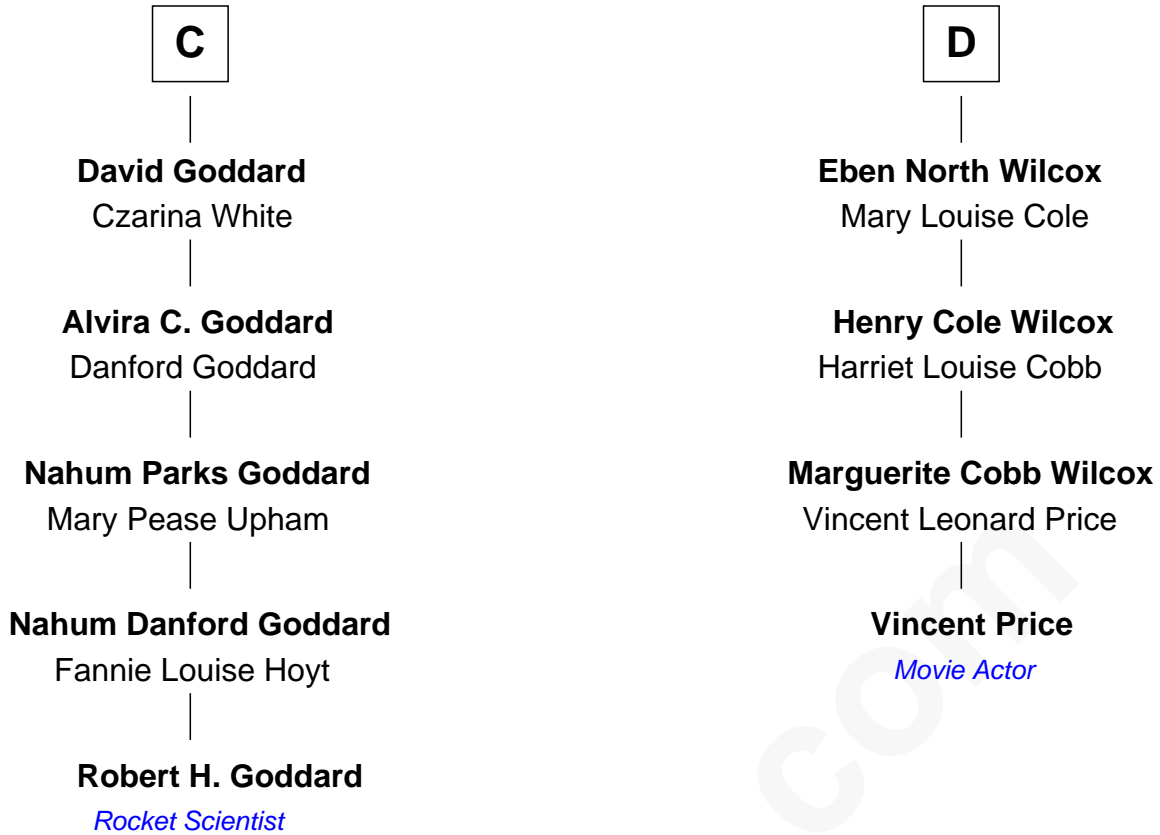 C
David Goddard
Czarina White
Alvira C. Goddard
Danford Goddard
Nahum Parks Goddard
Mary Pease Upham
Nahum Danford Goddard
Fannie Louise Hoyt
Robert H. Goddard
Rocket Scientist
D
Eben North Wilcox
Mary Louise Cole
Henry Cole Wilcox
Harriet Louise Cobb
Marguerite Cobb Wilcox
Vincent Leonard Price
Vincent Price
Movie Actor
com